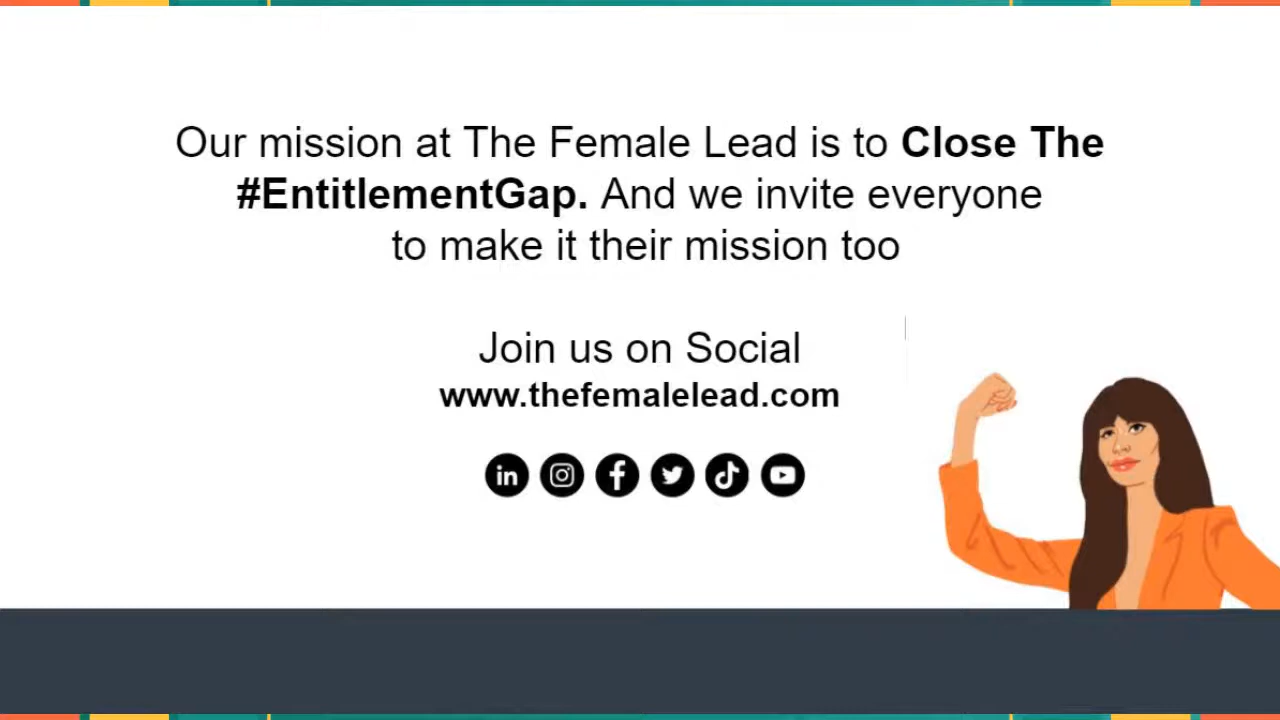 Our mission at The Female Lead is to Close The
#EntitlementGap. And we invite everyone
to make it their mission too
Join us on Social
www.thefemalelead.com
in